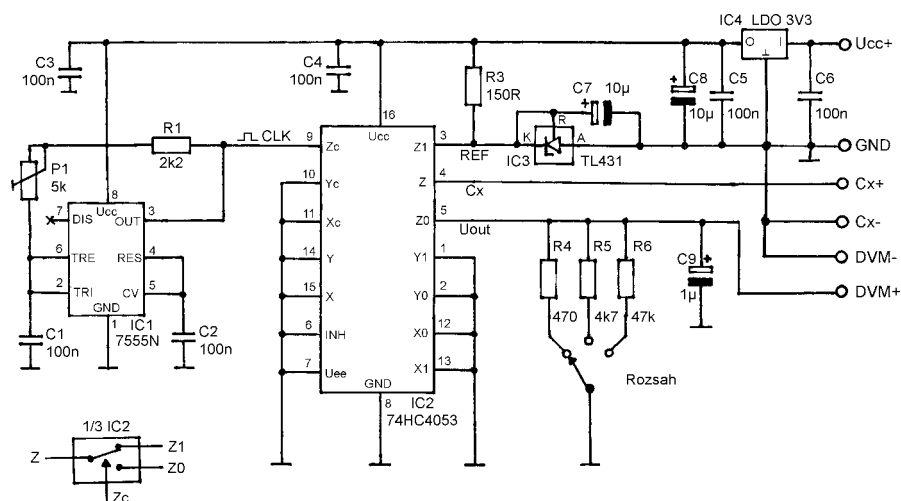 IC4 LDO 3V3
O I
Ucc+
C3
100n
C4
100n
R3
150R
C7 10µ
+
C8
10µ
+
C5
100n
C6
100n
R1
2k2
CLK
9
16
Ucc
Zc
Z1
3
REF
K R A
IC3
TL431
GND
P1
5k
10
Yc
Z
4
Cx
Cx+
8
Ucc
7
DIS
OUT
3
11
Xc
Z0
5
Uout
Cx-
6
TRE
RES
4
14
Y
Y1
1
R4
R5
R6
C9
+
1µ
DVM-
2
TRI
CV
5
15
X
Y0
2
470
4k7
47k
DVM+
GND
1
IC1
7555N
C1
100n
C2
100n
6
INH
X0
12
7
Uee
X1
13
Rozsah
GND
8
IC2
74HC4053
1/3 IC2
Z
Z1
Z0
Zc